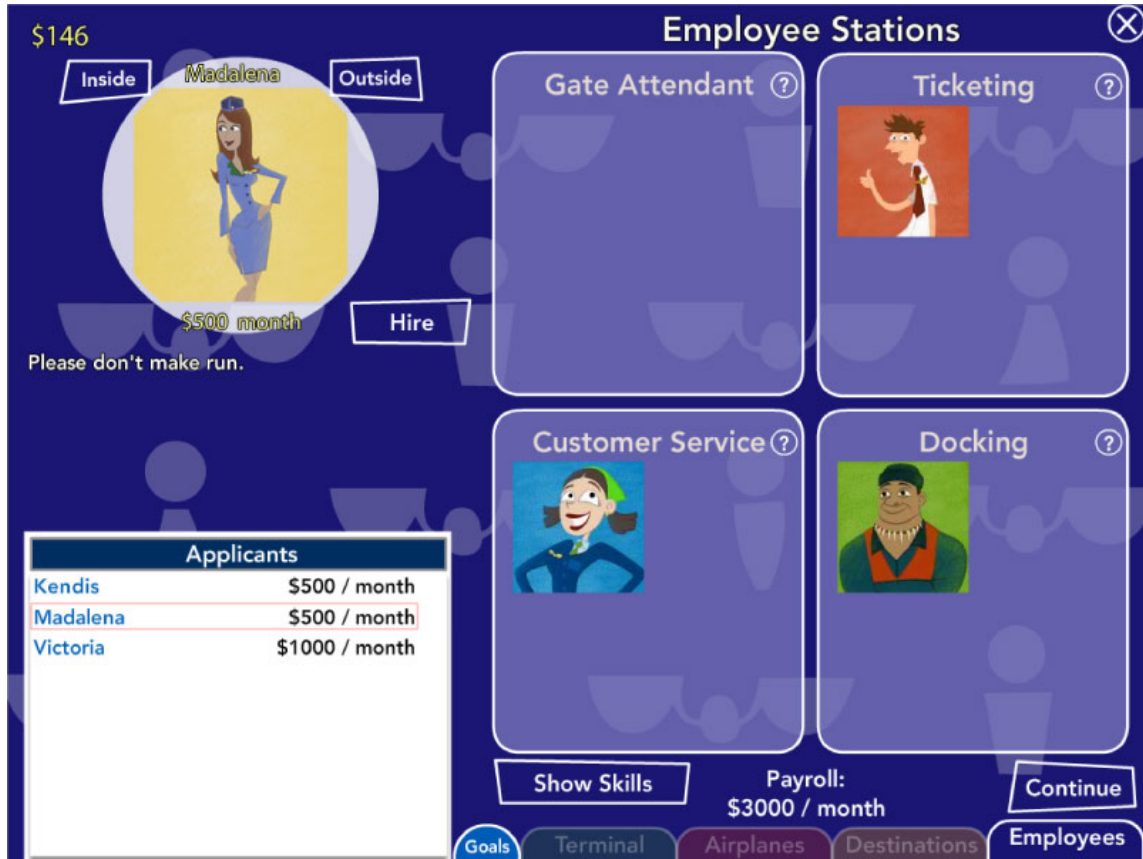 $146
Employee Stations
Inside
Madalena
Outside
$500 month
Hire
Please don't make run.
Gate Attendant ?
Ticketing ?
Customer Service ?
Docking ?
Applicants
Kendis $500 / month
Madalena $500 / month
Victoria $1000 / month
Show Skills
Payroll:
$3000 / month
Continue
Goals
Terminal
Airplanes
Destinations
Employees